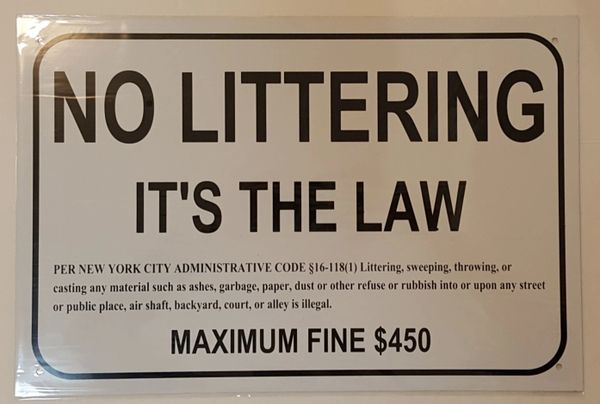 NO LITTERING
IT'S THE LAW
PER NEW YORK CITY ADMINISTRATIVE CODE §16-118(1) Littering, sweeping, throwing, or
casting any material such as ashes, garbage, paper, dust or other refuse or rubbish into or upon any street
or public place, air shaft, backyard, court, or alley is illegal.
MAXIMUM FINE $450